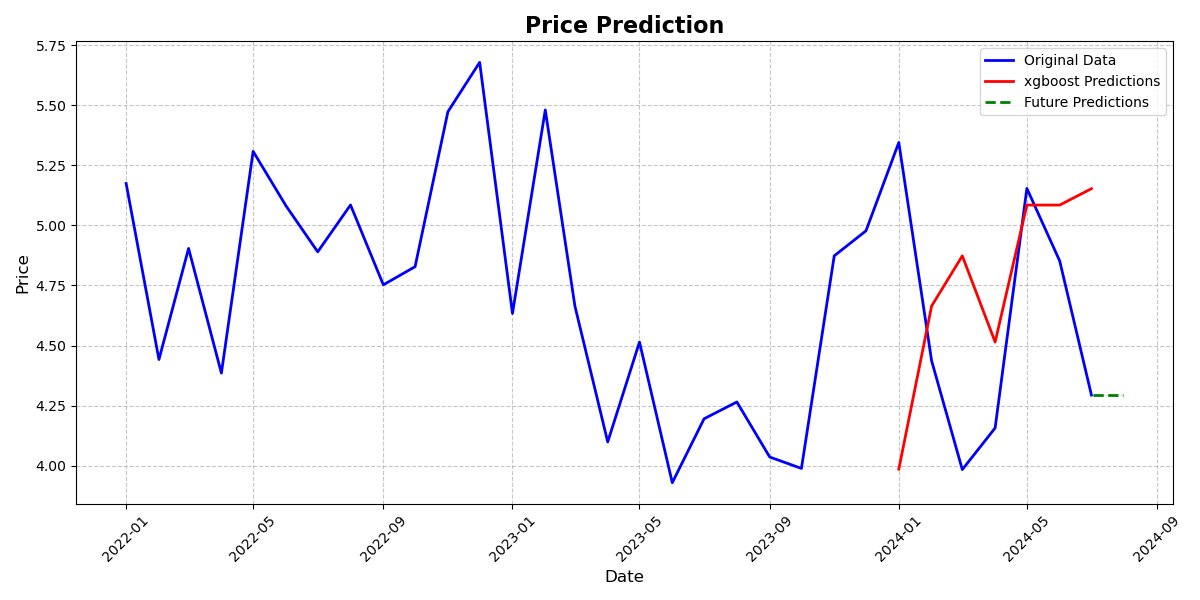 Price Prediction
Original Data
xgboost Predictions
Future Predictions
Price
5.75
5.50
5.25
5.00
4.75
4.50
4.25
4.00
2022-01
2022-05
2022-09
2023-01
2023-05
2023-09
2024-01
2024-05
2024-09
Date